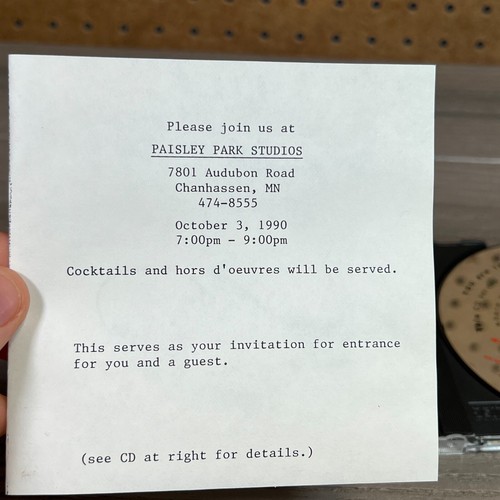 Please join us at
PAISLEY PARK STUDIOS
7801 Audubon Road
Chanhassen, MN
474-8555
October 3, 1990
7:00pm - 9:00pm
Cocktails and hors d'oeuvres will be served.
This serves as your invitation for entrance
for you and a guest.
(see CD at right for details.)